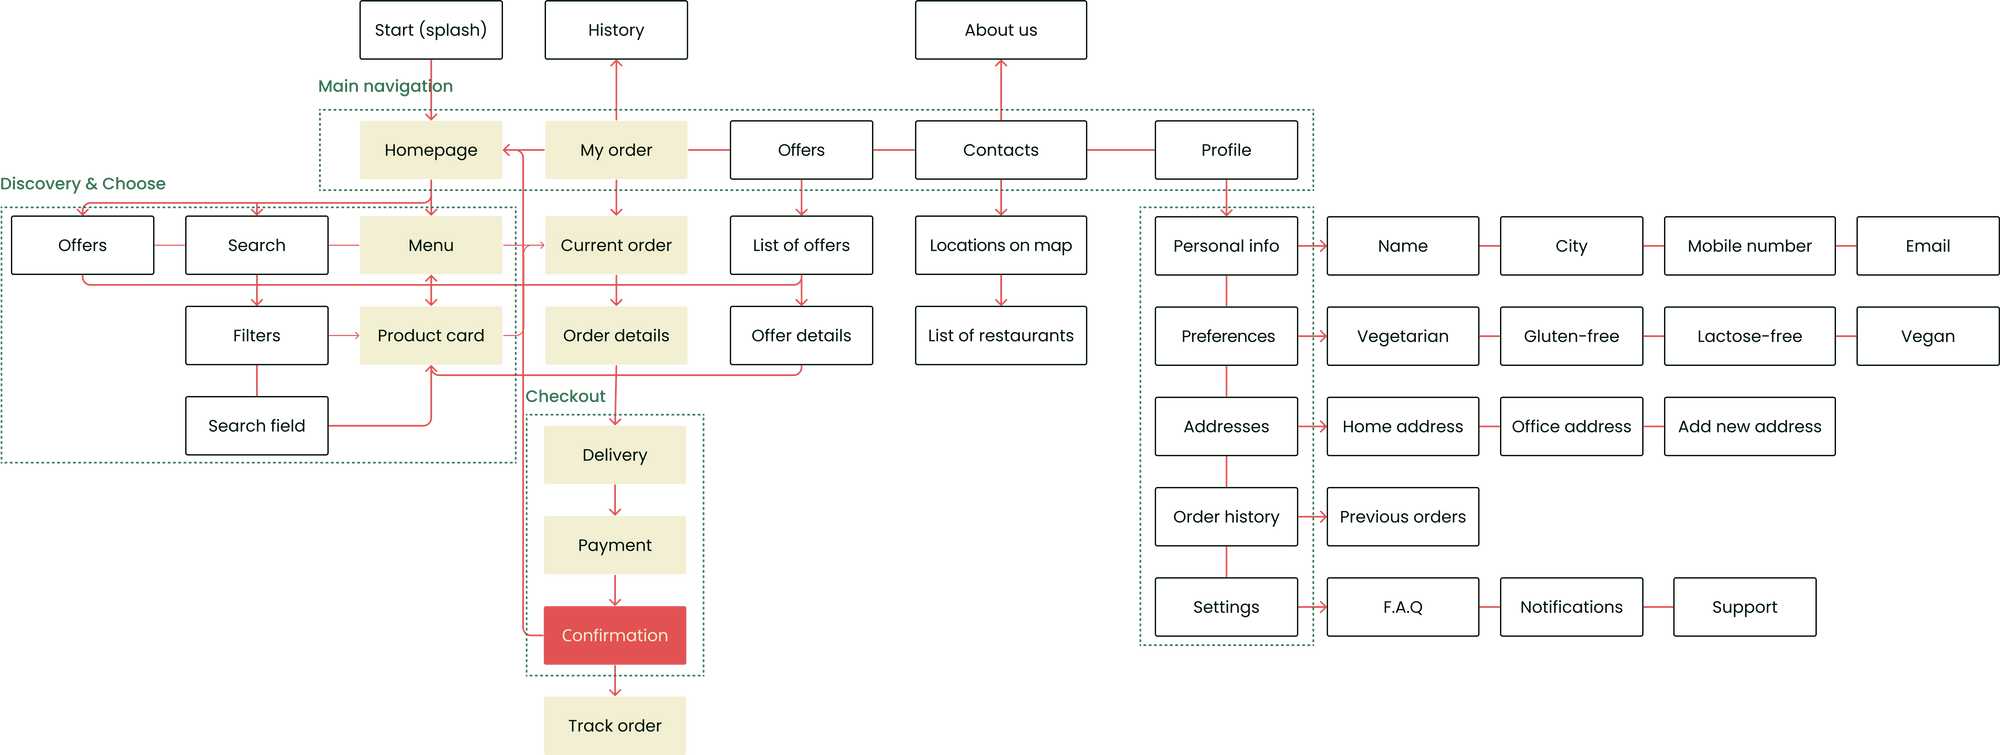 Start (splash)
History
About us
Main navigation
Homepage
My order
Offers
Contacts
Profile
Discovery & Choose
Offers
Search
Menu
Current order
List of offers
Locations on map
Personal info
Name
City
Mobile number
Email
Filters
Product card
Order details
Offer details
List of restaurants
Preferences
Vegetarian
Gluten-free
Lactose-free
Vegan
Checkout
Search field
Addresses
Home address
Office address
Add new address
Delivery
Order history
Previous orders
Payment
Settings
F.A.Q
Notifications
Support
Confirmation
Track order